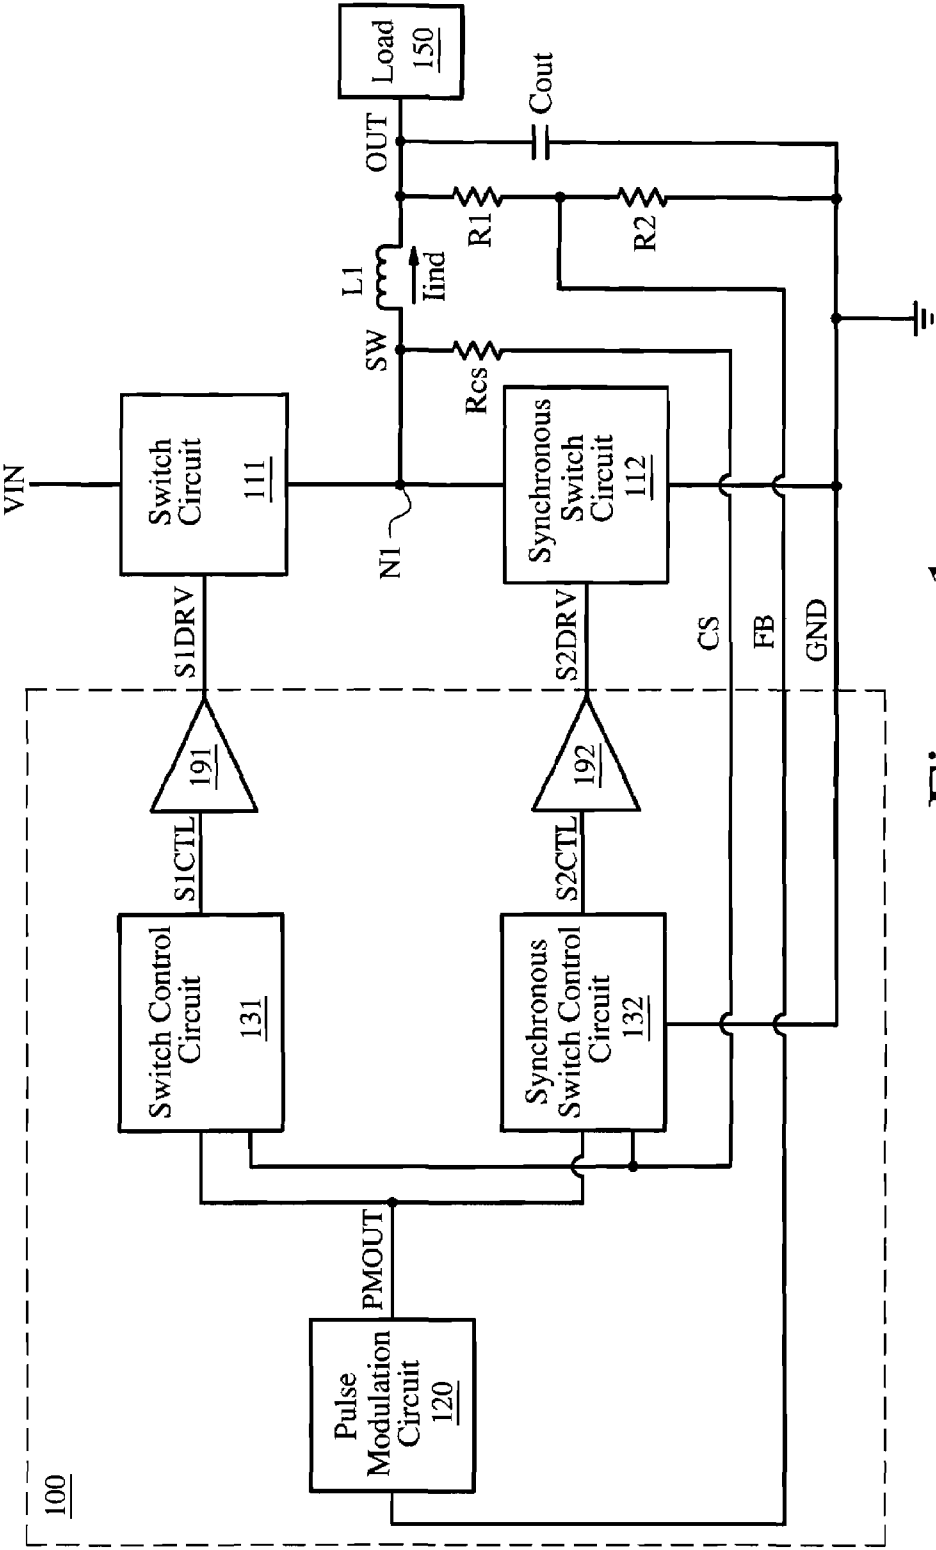 100
Pulse
Modulation
Circuit
120
PMOUT
Switch Control
Circuit
131
S1CTL
191
S1DRV
Switch
Circuit
111
VIN
N1
SW
L1
Iind
OUT
Load
150
Cout
R1
R2
Rcs
Synchronous
Switch Control
Circuit
132
S2CTL
192
S2DRV
Synchronous
Switch
Circuit
112
CS
FB
GND